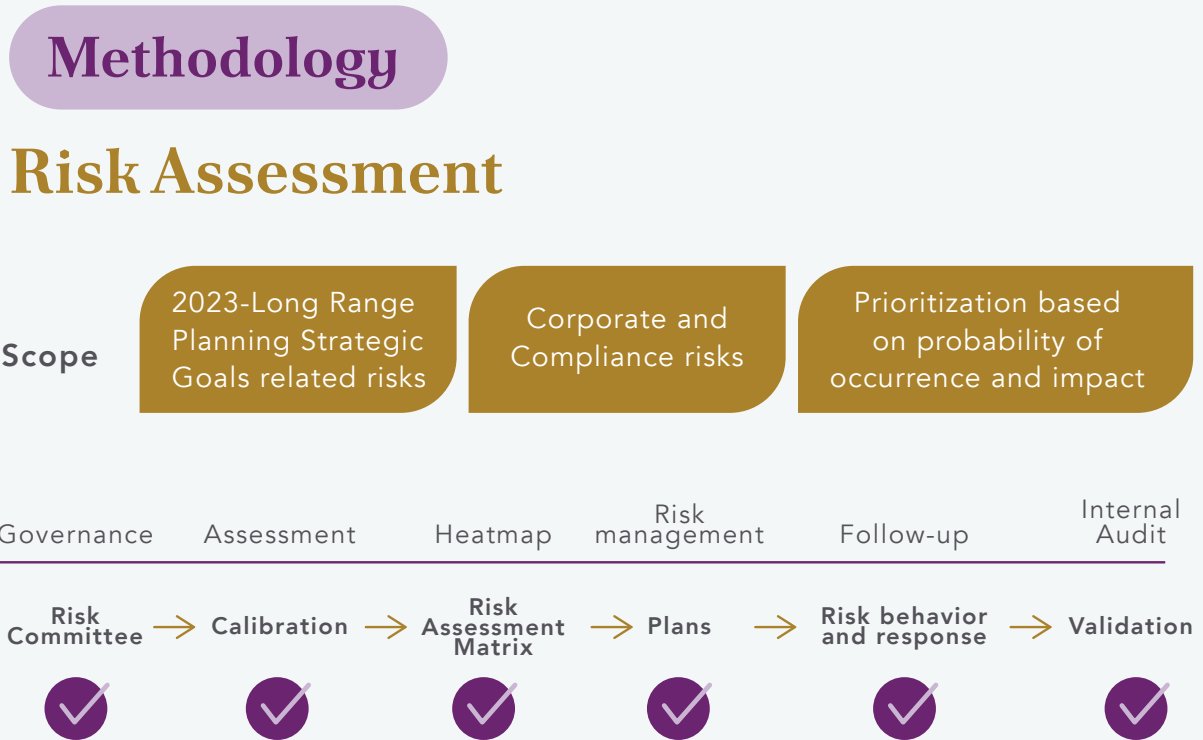 Methodology
Risk Assessment
Scope
2023-Long Range
Planning Strategic
Goals related risks
Corporate and
Compliance risks
Prioritization based
on probability of
occurrence and impact
Governance
Assessment
Heatmap
Risk
management
Follow-up
Internal
Audit
Risk
Committee
Calibration
Risk
Assessment
Matrix
Plans
Risk behavior
and response
Validation